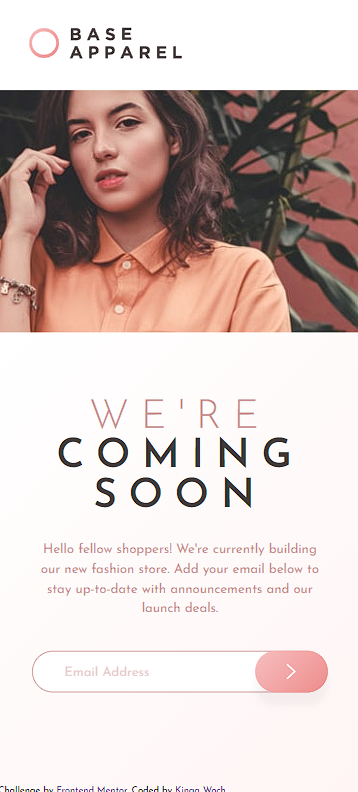 BASE
APPAREL
WE'RE
COMING
SOON
Hello fellow shoppers! We're currently building
our new fashion store. Add your email below to
stay up-to-date with announcements and our
launch deals.
Email Address
Challenge by Frontend Mentor. Coded by Kinga Woch